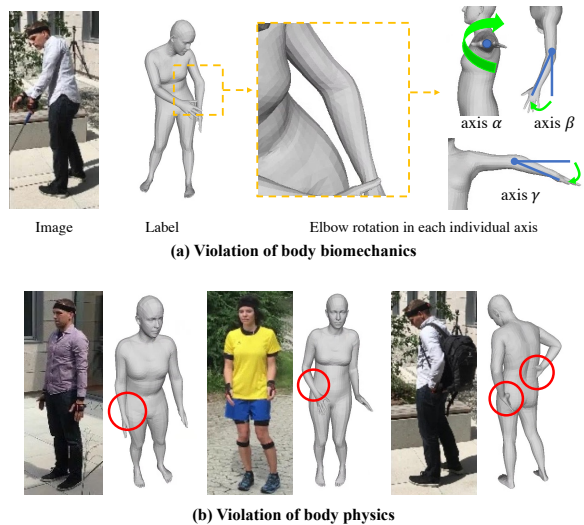 axis α
axis β
axis γ
Image
Label
Elbow rotation in each individual axis
(a) Violation of body biomechanics
(b) Violation of body physics